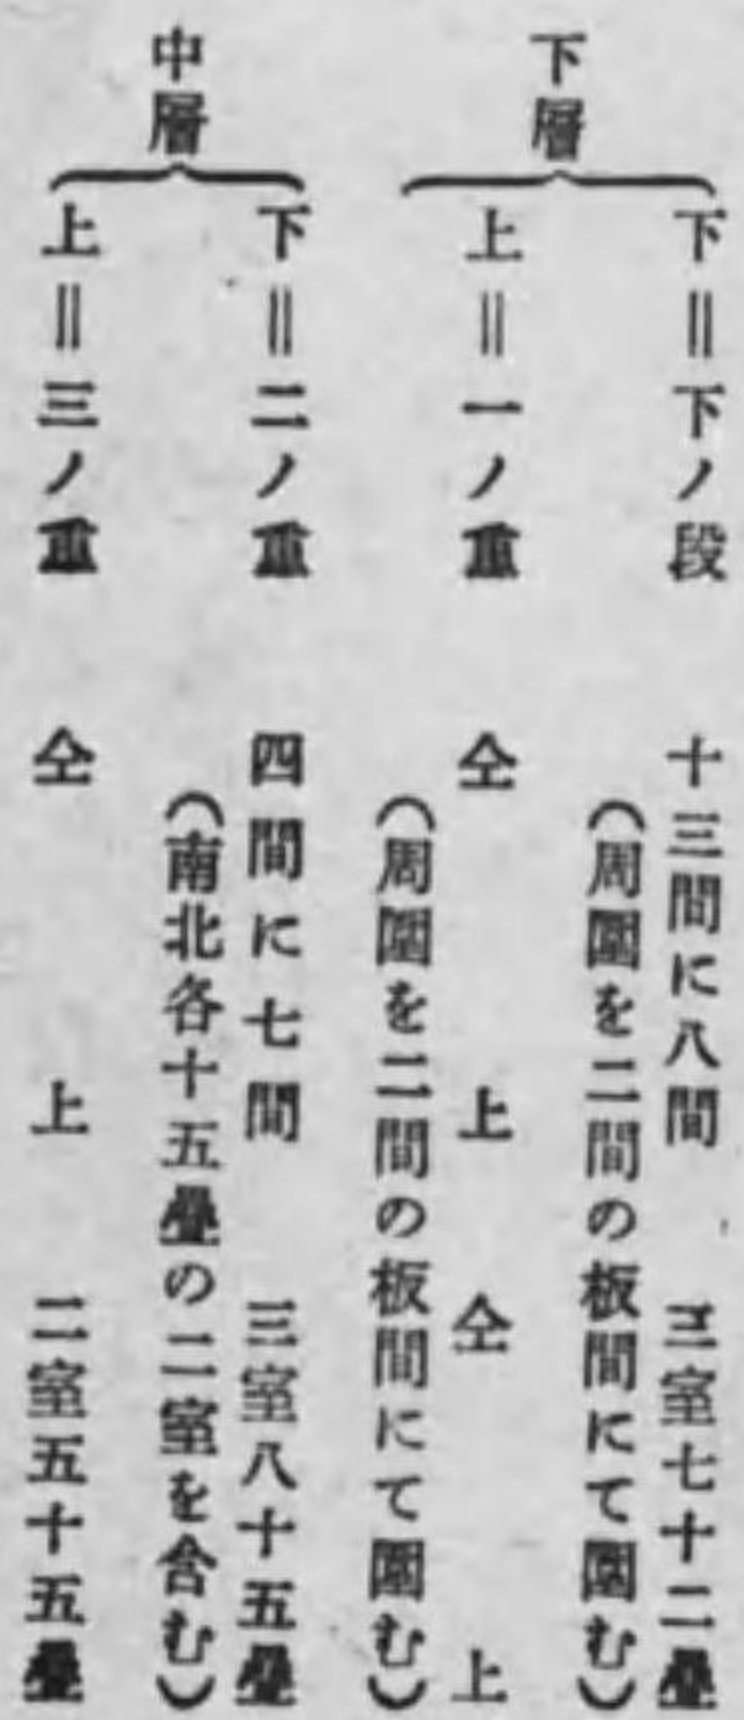 下層
下＝下ノ段　十三間に八間　三室七十二疊
（周圍を二間の板間にて圍む）
上＝一ノ重　仝上　仝上
（周圍を二間の板間にて圍む）
中層
下＝二ノ重　四間に七間　三室八十五疊
（南北各十五疊の二室を含む）
上＝三ノ重　仝上　二室五十五疊